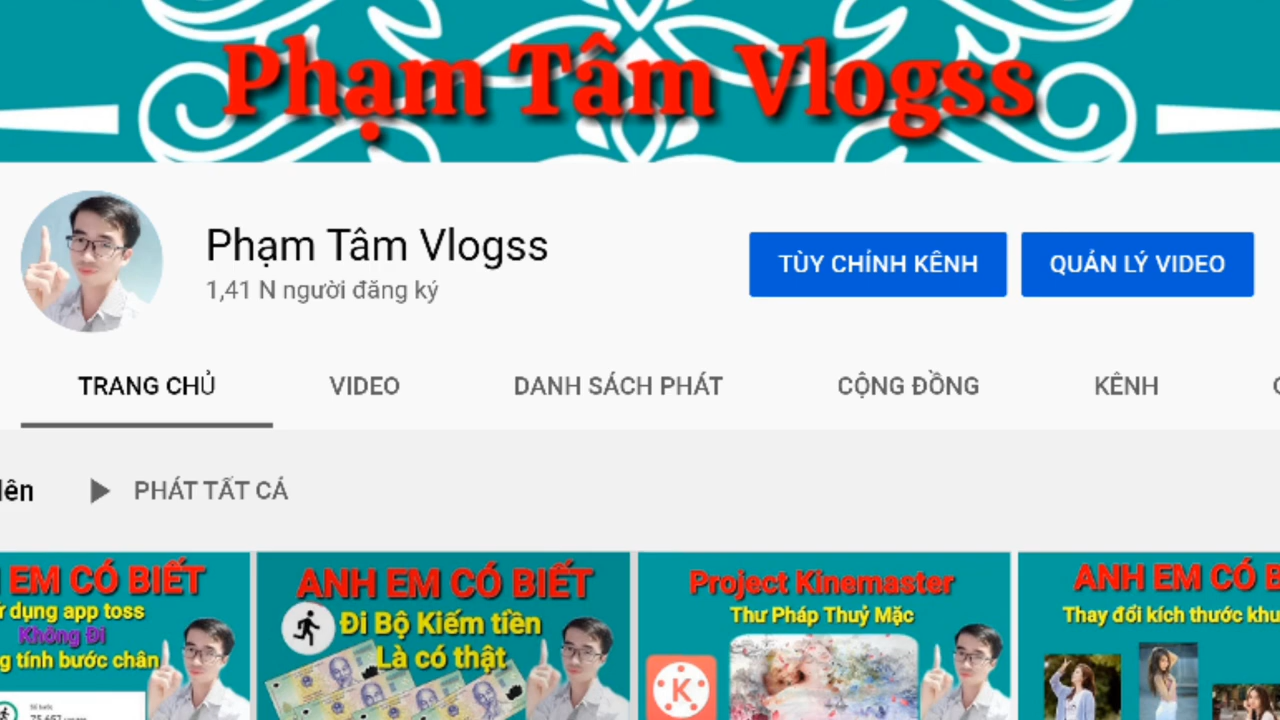 Phạm Tâm Vlogss
Phạm Tâm Vlogss
1,41 N người đăng ký
TÙY CHỈNH KÊNH
QUẢN LÝ VIDEO
TRANG CHỦ
VIDEO
DANH SÁCH PHÁT
CỘNG ĐỒNG
KÊNH
lên
PHÁT TẤT CẢ
EM CÓ BIẾT
dụng app toss
Không Đi
tính bước chân
ANH EM CÓ BIẾT
Đi Bộ Kiếm tiền
Là có thật
Project Kinemaster
Thư Pháp Thuỷ Mặc
K
ANH EM CÓ B
Thay đổi kích thước khu